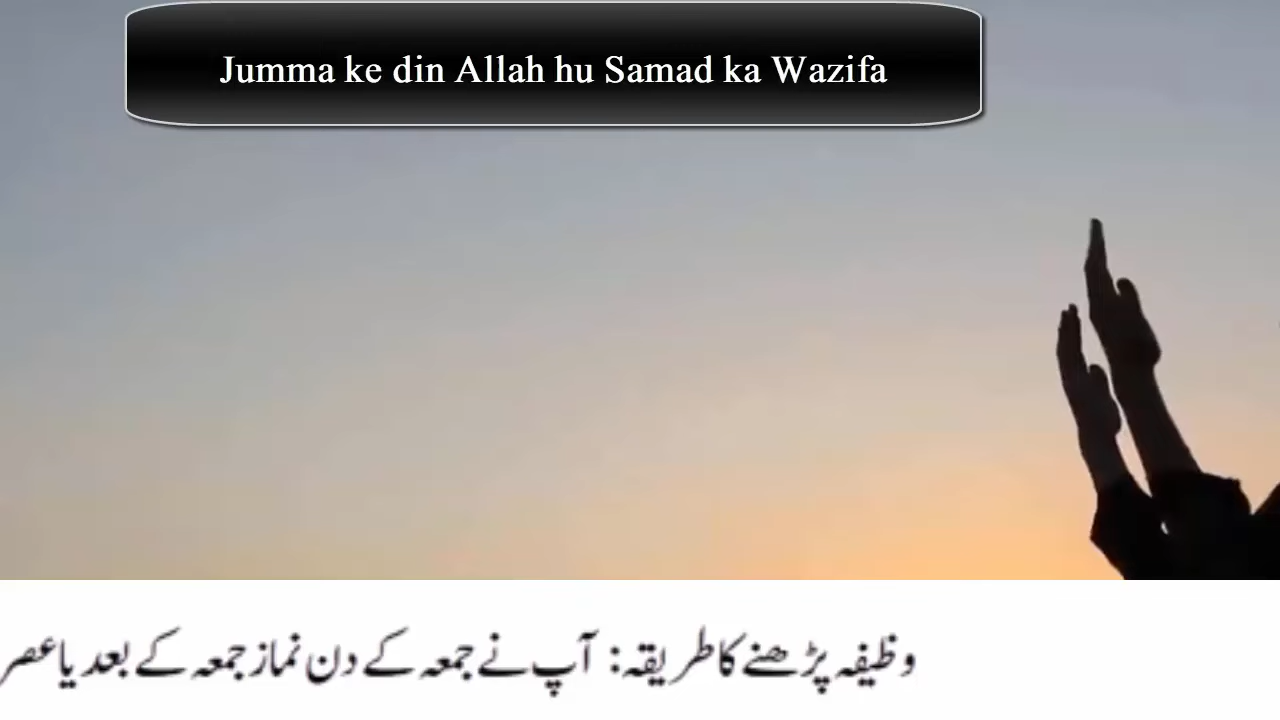 Jumma ke din Allah hu Samad ka Wazifa
وظیفہ پڑھنے کا طریقہ: آپ نے جمعہ کے دن نماز جمعہ کے بعد یا عصر